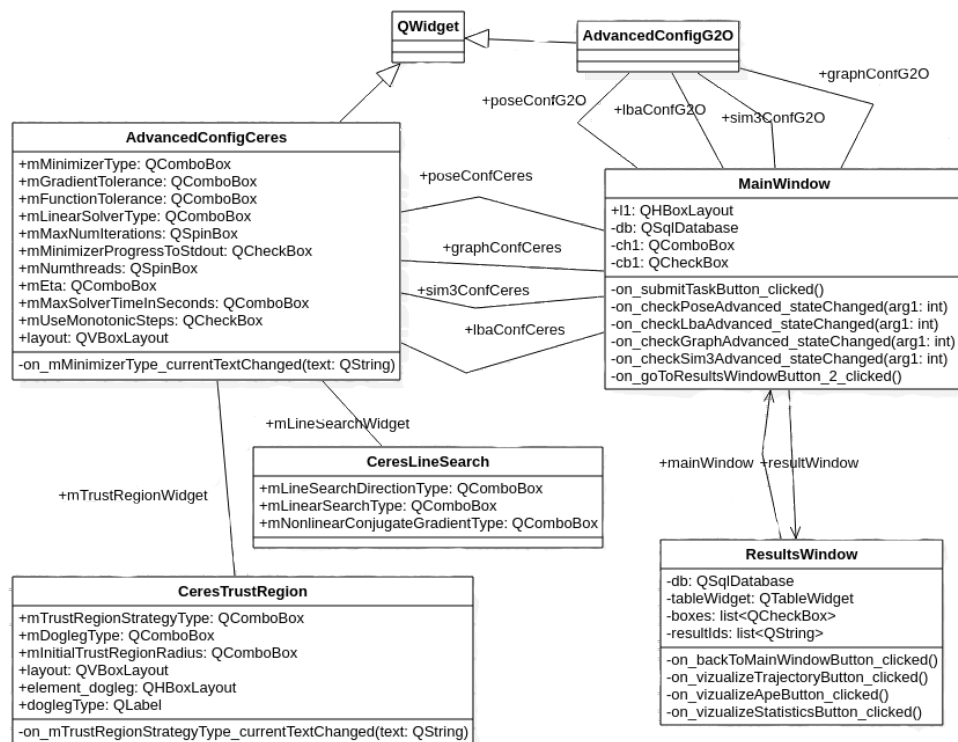 QWidget
AdvancedConfigG2O
+poseConfG2O
+lbaConfG2O
+sim3ConfG2O
+graphConfG2O
AdvancedConfigCeres
+mMinimizerType: QComboBox
+mGradientTolerance: QComboBox
+mFunctionTolerance: QComboBox
+mLinearSolverType: QComboBox
+mMaxNumIterations: QSpinBox
+mMinimizerProgressToStdout: QCheckBox
+mNumthreads: QSpinBox
+mEta: QComboBox
+mMaxSolverTimeInSeconds: QComboBox
+mUseMonotonicSteps: QCheckBox
+layout: QVBoxLayout
-on_mMinimizerType_currentTextChanged(text: QString)
+poseConfCeres
+graphConfCeres
+sim3ConfCeres
+lbaConfCeres
MainWindow
+l1: QHBoxLayout
-db: QSqlDatabase
-ch1: QComboBox
-cb1: QCheckBox
-on_submitTaskButton_clicked()
-on_checkPoseAdvanced_stateChanged(arg1: int)
-on_checkLbaAdvanced_stateChanged(arg1: int)
-on_checkGraphAdvanced_stateChanged(arg1: int)
-on_checkSim3Advanced_stateChanged(arg1: int)
-on_goToResultsWindowButton_2_clicked()
+mLineSearchWidget
+mTrustRegionWidget
+mainWindow
+resultWindow
CeresLineSearch
+mLineSearchDirectionType: QComboBox
+mLinearSearchType: QComboBox
+mNonlinearConjugateGradientType: QComboBox
CeresTrustRegion
+mTrustRegionStrategyType: QComboBox
+mDoglegType: QComboBox
+mInitialTrustRegionRadius: QComboBox
+layout: QVBoxLayout
+element_dogleg: QHBoxLayout
+doglegType: QLabel
-on_mTrustRegionStrategyType_currentTextChanged(text: QString)
ResultsWindow
-db: QSqlDatabase
-tableWidget: QTableWidget
-boxes: list<QCheckBox>
-resultIds: list<QString>
-on_backToMainWindowButton_clicked()
-on_vizualizeTrajectoryButton_clicked()
-on_vizualizeApeButton_clicked()
-on_vizualizeStatisticsButton_clicked()